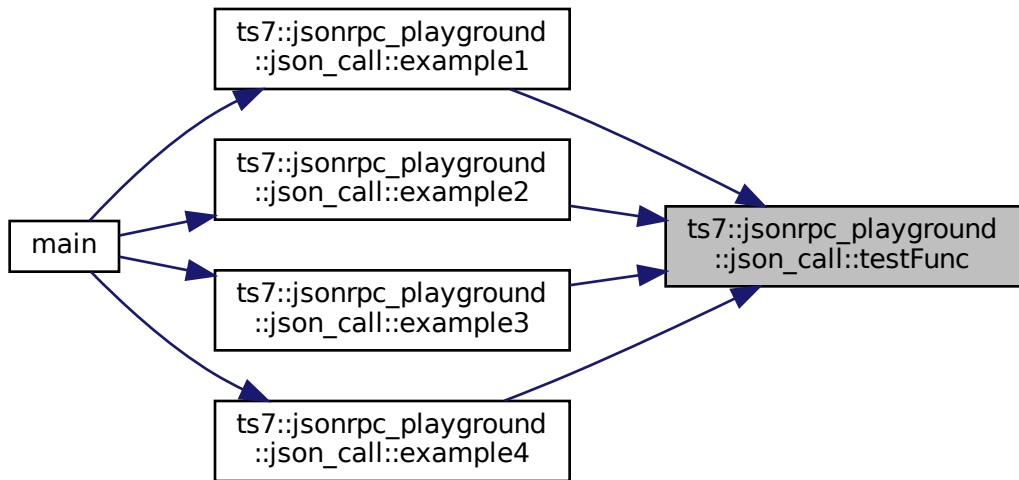 ts7::jsonrpc_playground
::json_call::example1
ts7::jsonrpc_playground
::json_call::example2
main
ts7::jsonrpc_playground
::json_call::testFunc
ts7::jsonrpc_playground
::json_call::example3
ts7::jsonrpc_playground
::json_call::example4